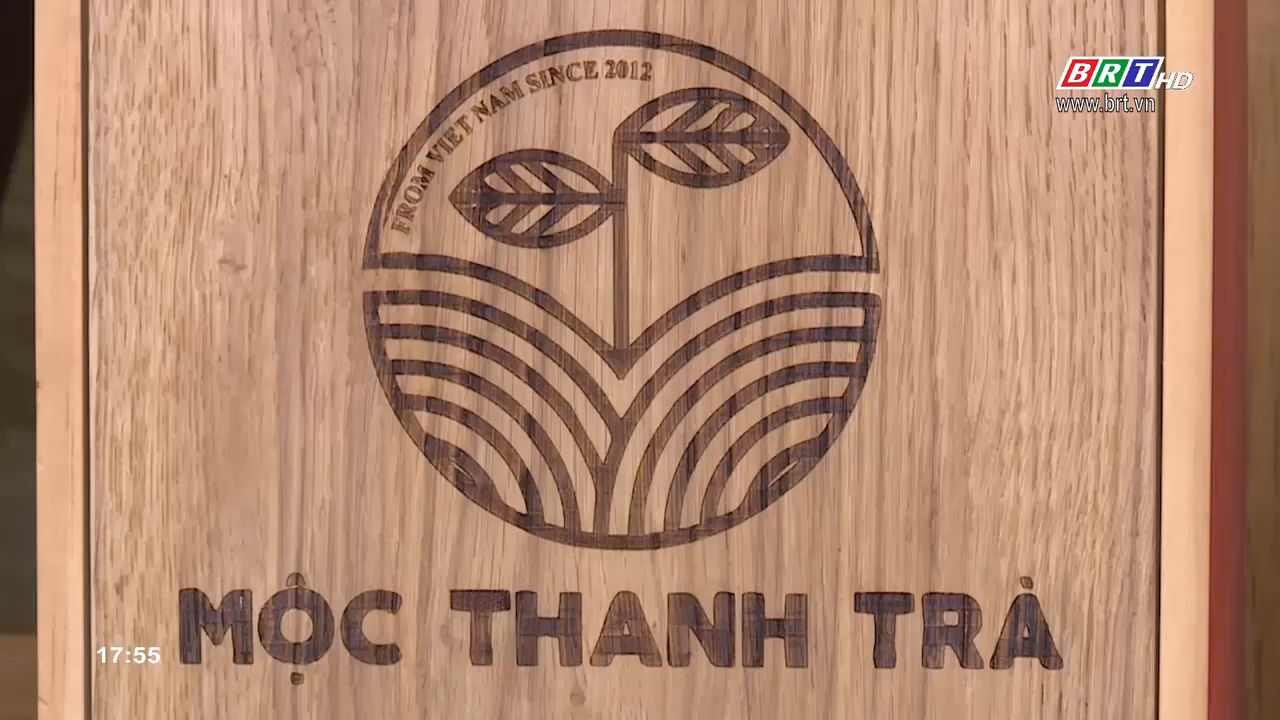 FROM VIET NAM SINCE 2012
BRT HD
www.brt.vn
MỘC THANH TRÀ
17:55